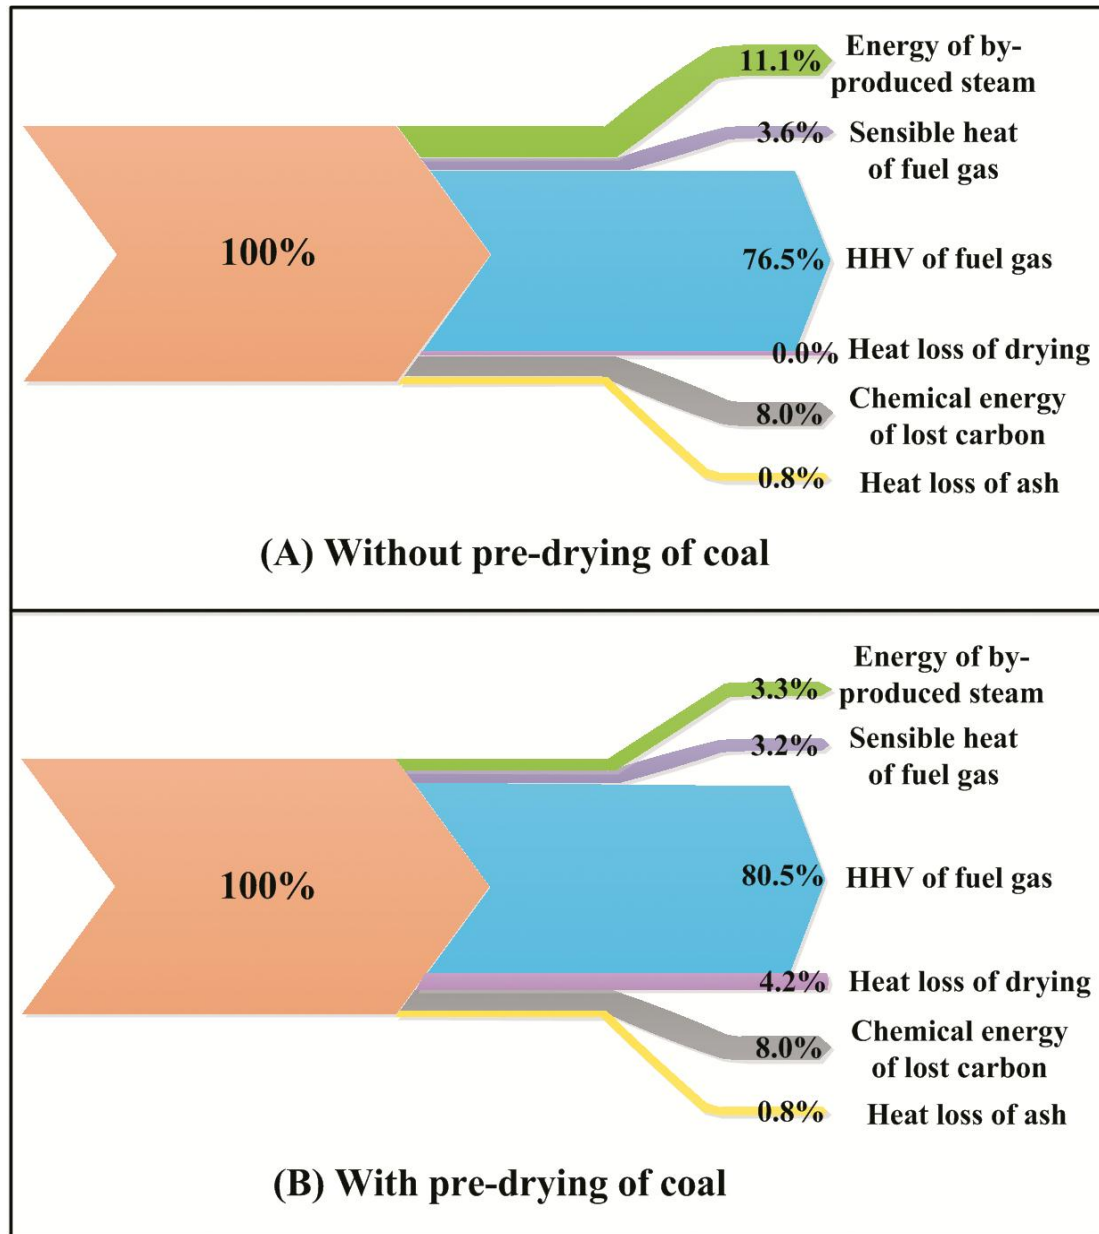 11.1%
Energy of by-
produced steam
3.6%
Sensible heat
of fuel gas
100%
76.5%
HHV of fuel gas
0.0%
Heat loss of drying
8.0%
Chemical energy
of lost carbon
0.8%
Heat loss of ash
(A) Without pre-drying of coal
3.3%
Energy of by-
produced steam
3.2%
Sensible heat
of fuel gas
100%
80.5%
HHV of fuel gas
4.2%
Heat loss of drying
8.0%
Chemical energy
of lost carbon
0.8%
Heat loss of ash
(B) With pre-drying of coal